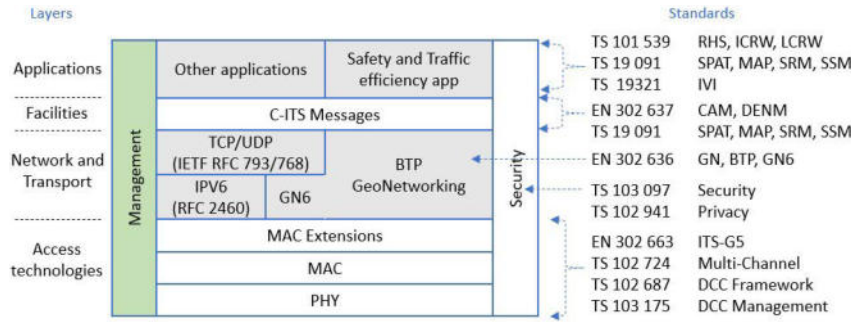 Layers
Standards
Applications
Facilities
Network and
Transport
Access
technologies
Management
Other applications
Safety and Traffic
efficiency app
C-ITS Messages
TCP/UDP
(IETF RFC 793/768)
BTP
GeoNetworking
IPV6
(RFC 2460)
GN6
MAC Extensions
MAC
PHY
Security
TS 101 539 RHS, ICRW, LCRW
TS 19 091 SPAT, MAP, SRM, SSM
TS 19321 IVI
EN 302 637 CAM, DENM
TS 19 091 SPAT, MAP, SRM, SSM
EN 302 636 GN, BTP, GN6
TS 103 097 Security
TS 102 941 Privacy
EN 302 663 ITS-G5
TS 102 724 Multi-Channel
TS 102 687 DCC Framework
TS 103 175 DCC Management